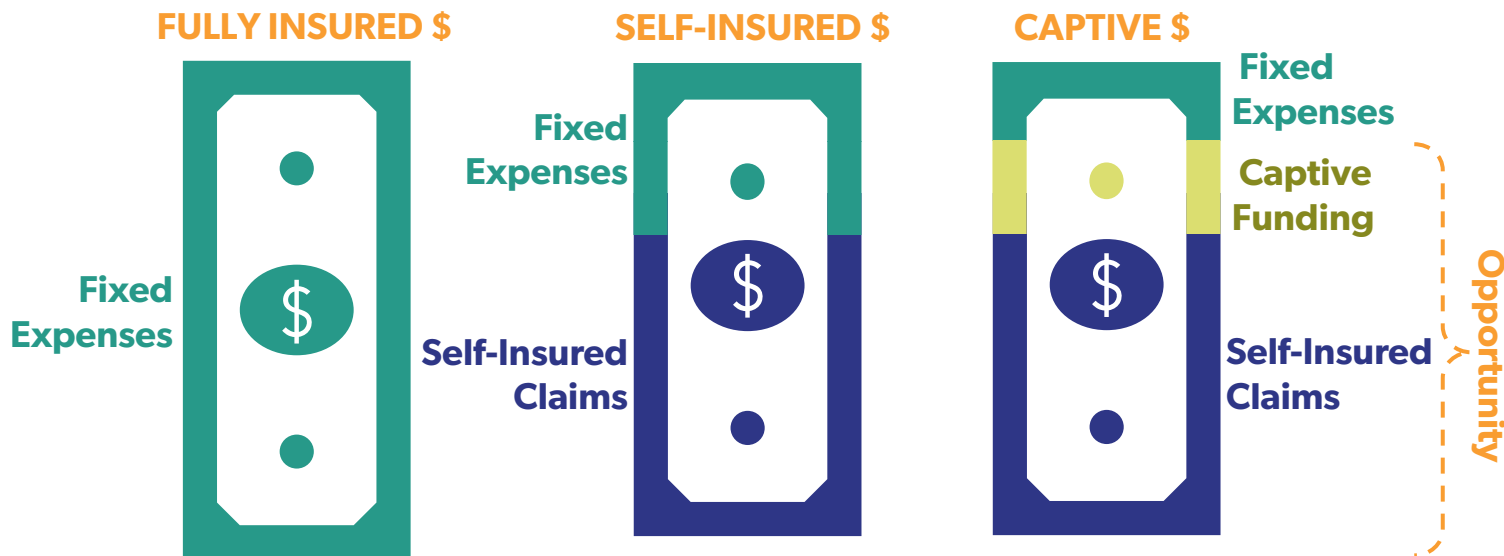 FULLY INSURED $
Fixed
Expenses
$
SELF-INSURED $
Fixed
Expenses
$
Self-Insured
Claims
CAPTIVE $
Fixed
Expenses
Captive
Funding
$
Self-Insured
Claims
Opportunity